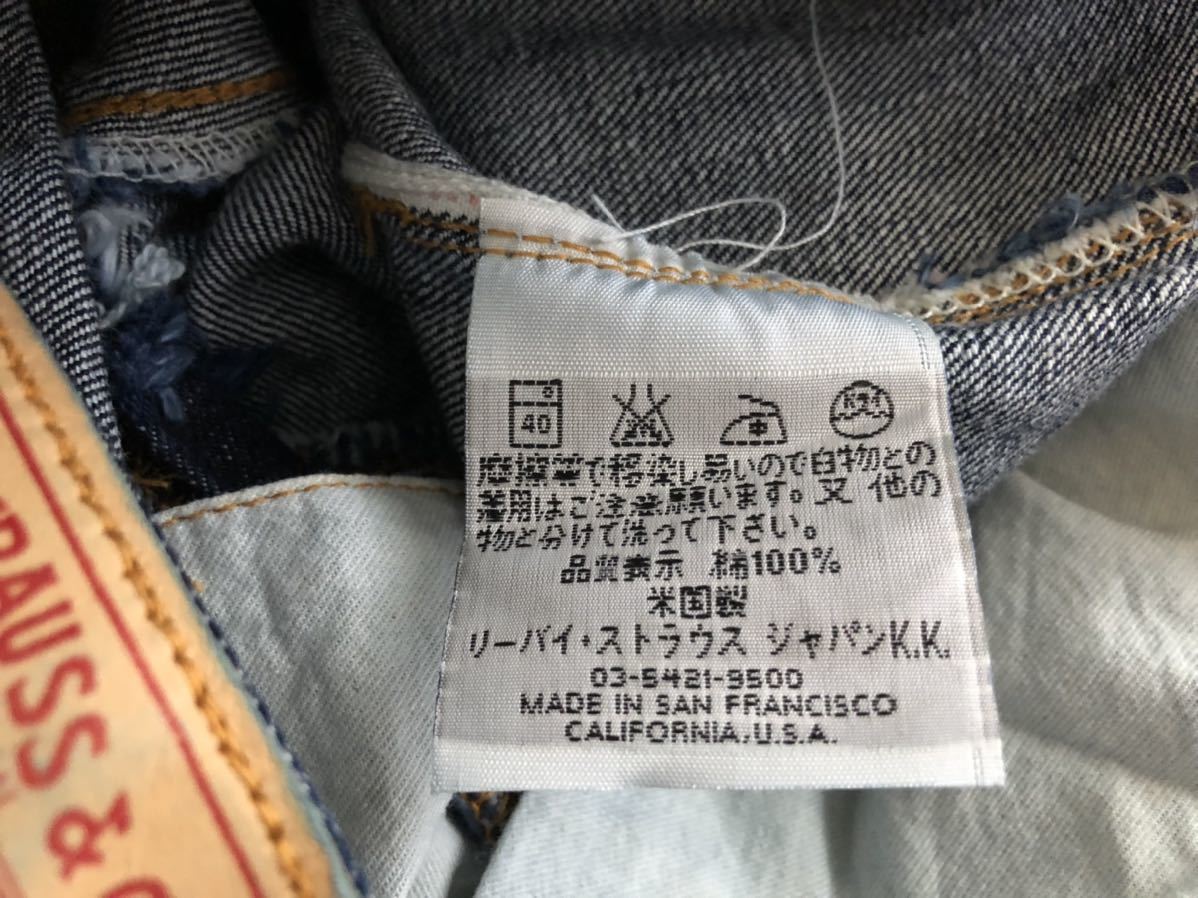 40
摩擦等で移染し易いので白物との
着用はご注意願います。又 他の
物と分けて洗って下さい。
品質表示 綿100%
米国製
リーバイ・ストラウス ジャパンK.K.
03-5421-9500
MADE IN SAN FRANCISCO
CALIFORNIA.U.S.A.
RAUSS &